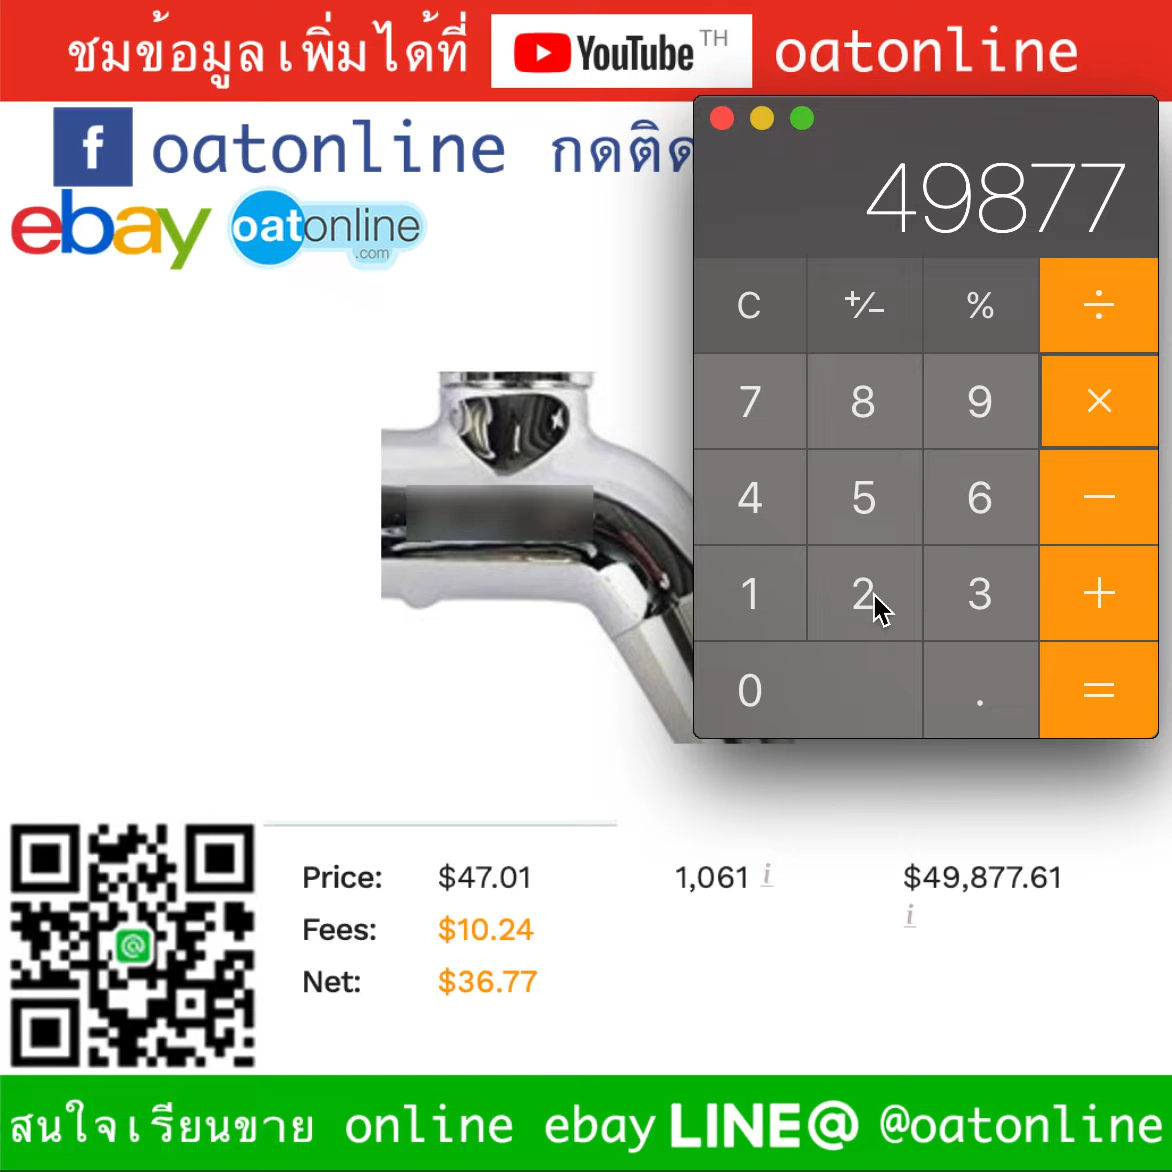 ชมข้อมูลเพิ่มได้ที่ YouTube TH oatonline
f oatonline กดติด
ebay oatonline
.com
49877
C +/− % ÷
7 8 9 ×
4 5 6 −
1 2 3 +
0 . =
Price: $47.01 1,061 i $49,877.61
i
Fees: $10.24
Net: $36.77
สนใจเรียนขาย online ebay LINE@ @oatonline